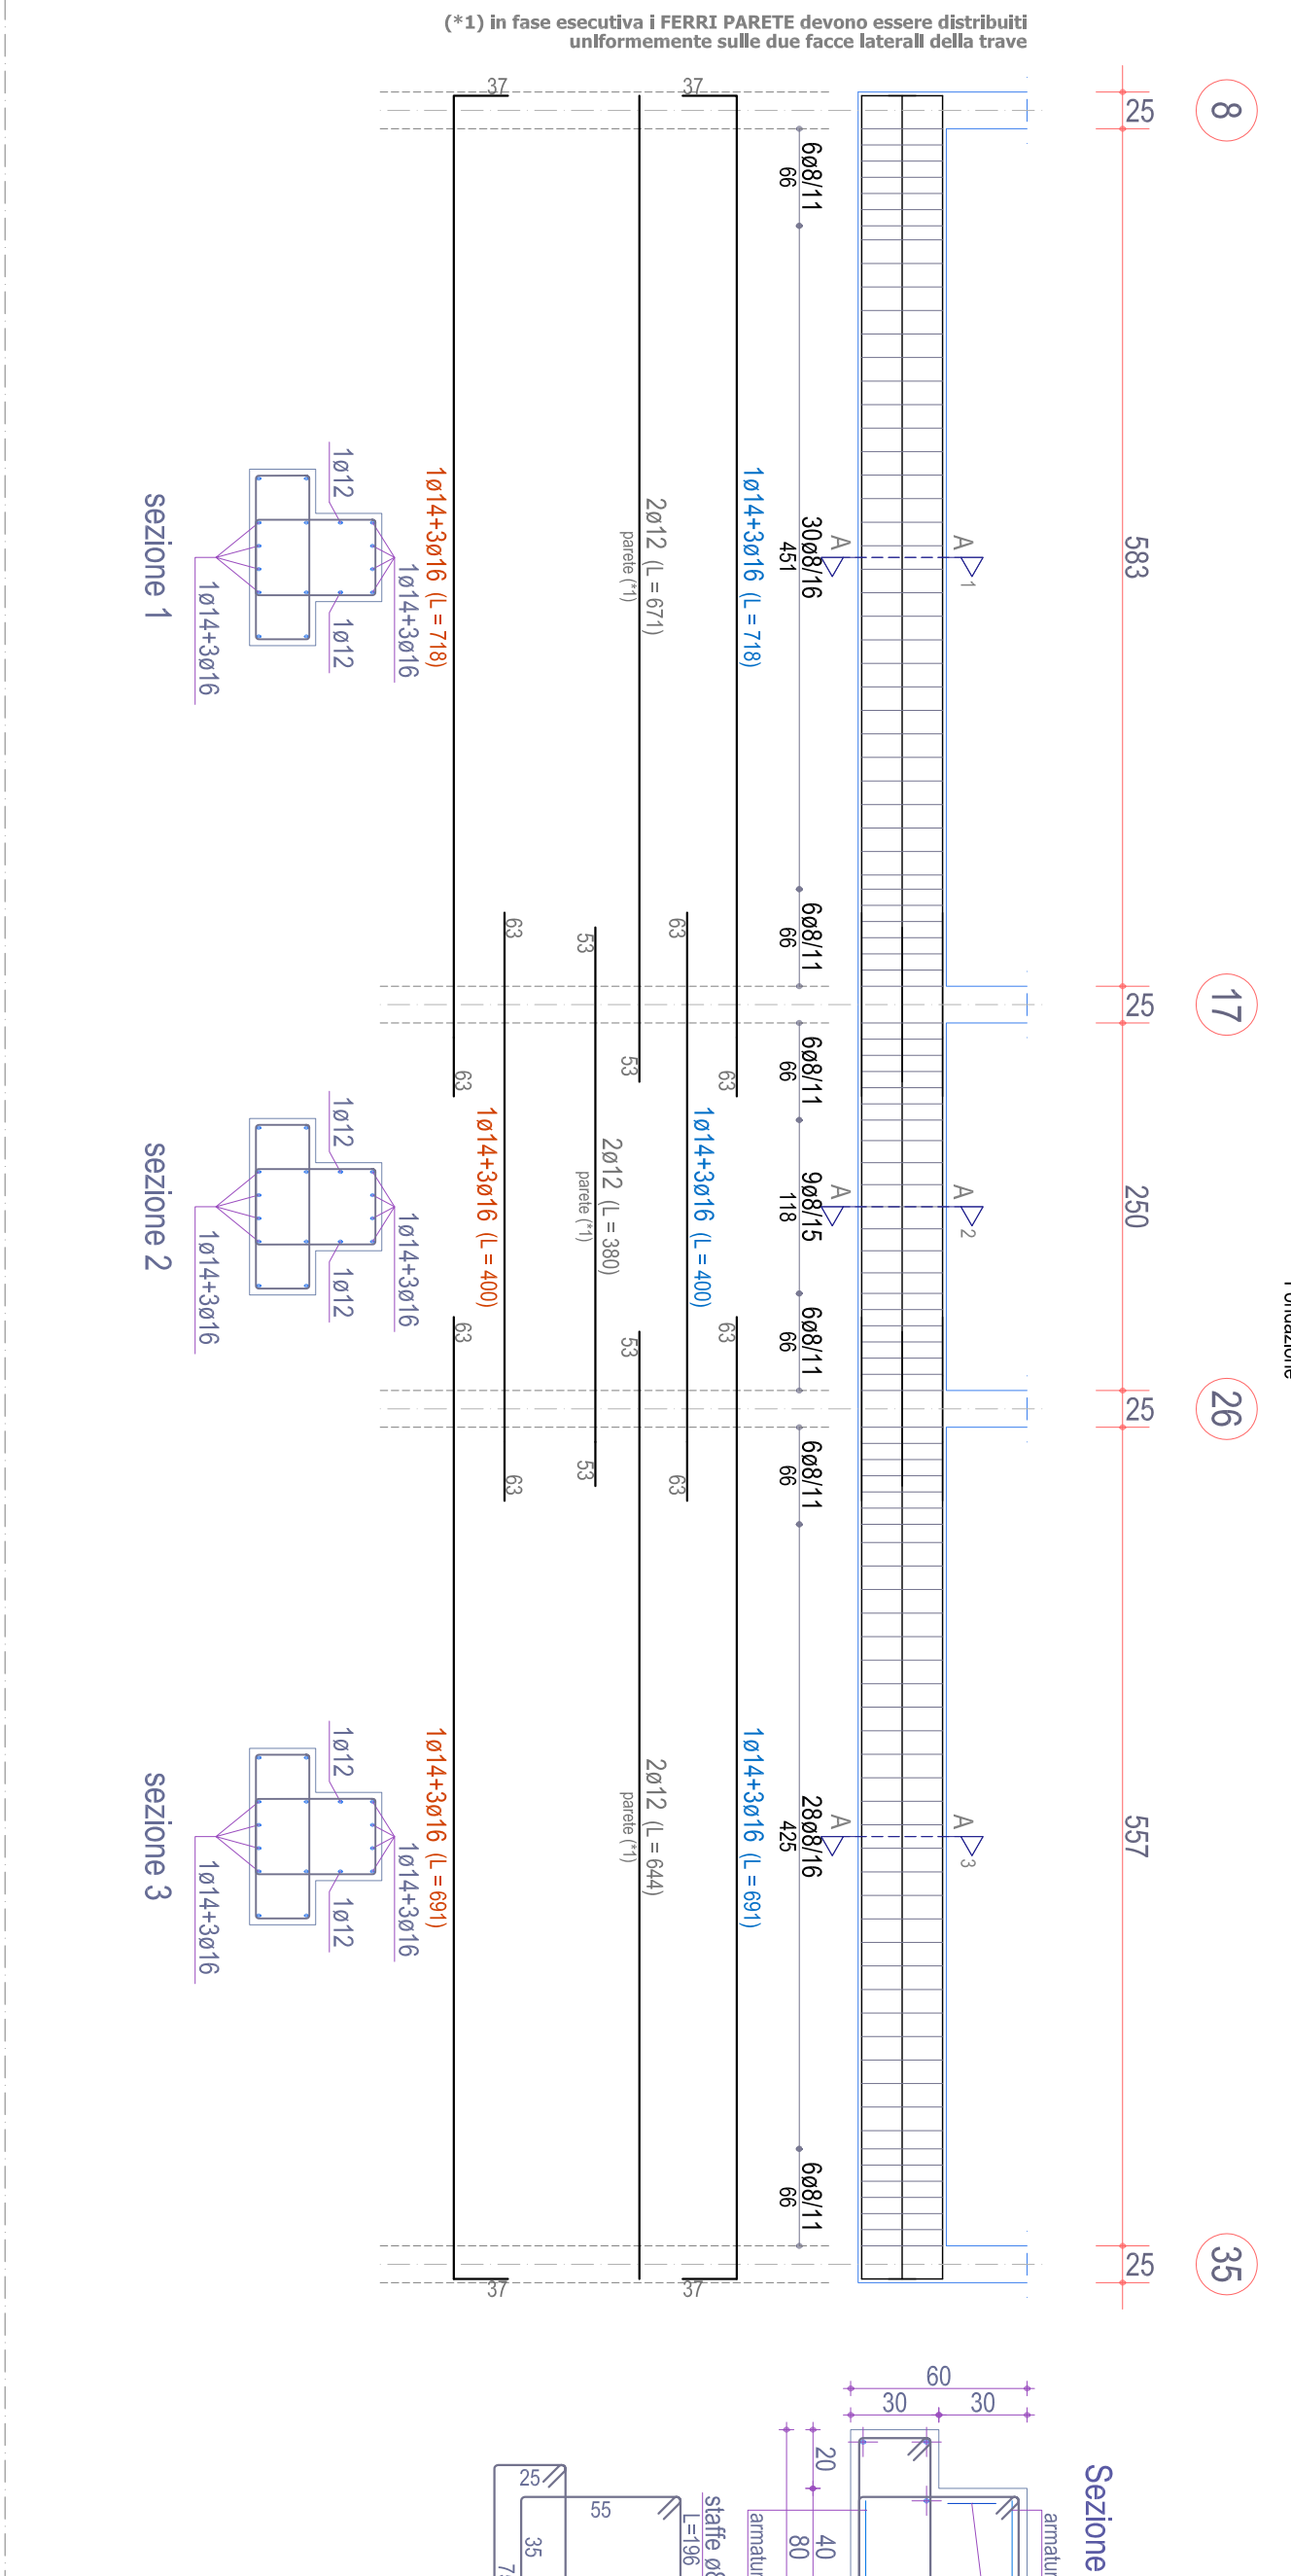 (*1) in fase esecutiva i FERRI PARETE devono essere distribuiti
uniformemente sulle due facce laterali della trave
8
17
26
35
25
583
25
250
25
557
25
A
1
A
2
A
3
A
A
A
6ø8/11
66
30ø8/16
451
6ø8/11
66
6ø8/11
66
9ø8/15
118
6ø8/11
66
6ø8/11
66
28ø8/16
425
6ø8/11
66
37
1ø14+3ø16 (L = 718)
63
63
1ø14+3ø16 (L = 400)
63
63
1ø14+3ø16 (L = 691)
37
2ø12 (L = 671)
parete (*1)
53
53
2ø12 (L = 380)
parete (*1)
53
53
2ø12 (L = 644)
parete (*1)
63
1ø14+3ø16 (L = 400)
63
37
1ø14+3ø16 (L = 718)
63
63
1ø14+3ø16 (L = 691)
37
1ø14+3ø16
1ø12
1ø12
1ø14+3ø16
sezione 1
1ø14+3ø16
1ø12
1ø12
1ø14+3ø16
sezione 2
1ø14+3ø16
1ø12
1ø12
1ø14+3ø16
sezione 3
Sezione
60
30
30
20
40
80
staffe
L=196
25
55
35